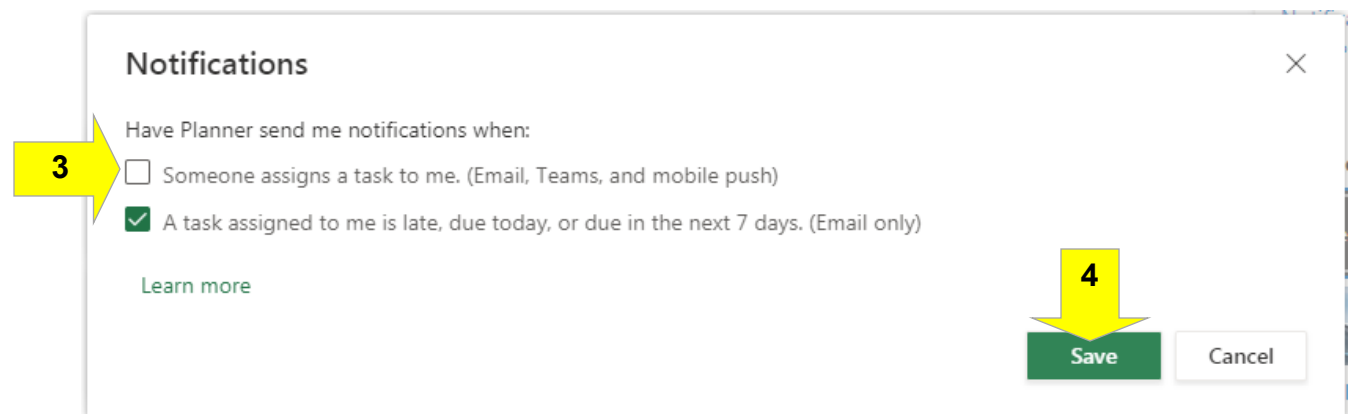 Notifications
Have Planner send me notifications when:
3
Someone assigns a task to me. (Email, Teams, and mobile push)
A task assigned to me is late, due today, or due in the next 7 days. (Email only)
Learn more
4
Save
Cancel